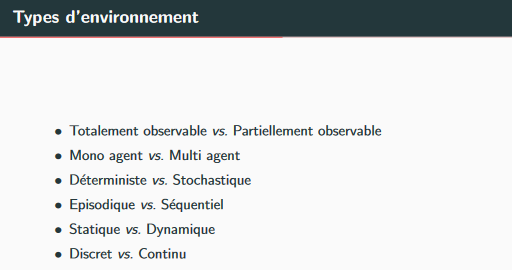 Types d'environnement
• Totalement observable vs. Partiellement observable
• Mono agent vs. Multi agent
• Déterministe vs. Stochastique
• Episodique vs. Séquentiel
• Statique vs. Dynamique
• Discret vs. Continu